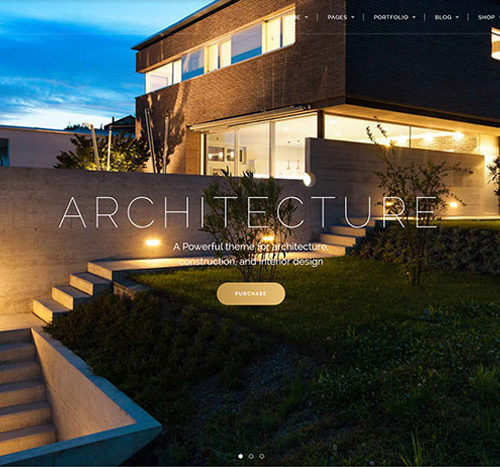 PAGES
PORTFOLIO
BLOG
SHOP
ARCHITECTURE
A Powerful theme for architecture,
construction, and interior design
PURCHASE